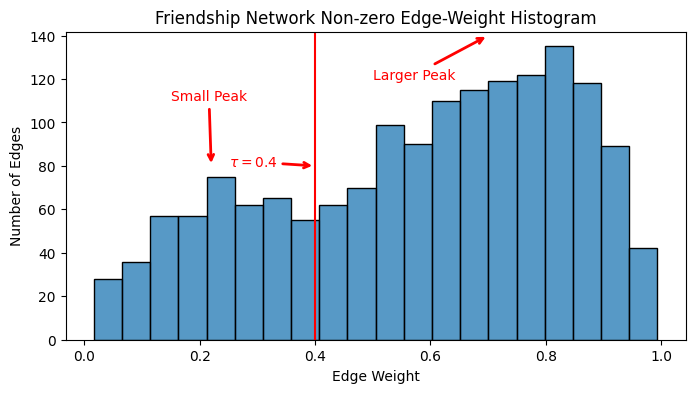 Friendship Network Non-zero Edge-Weight Histogram
140
120
100
80
60
40
20
0
Number of Edges
Small Peak
Larger Peak
τ = 0.4
0.0 0.2 0.4 0.6 0.8 1.0
Edge Weight